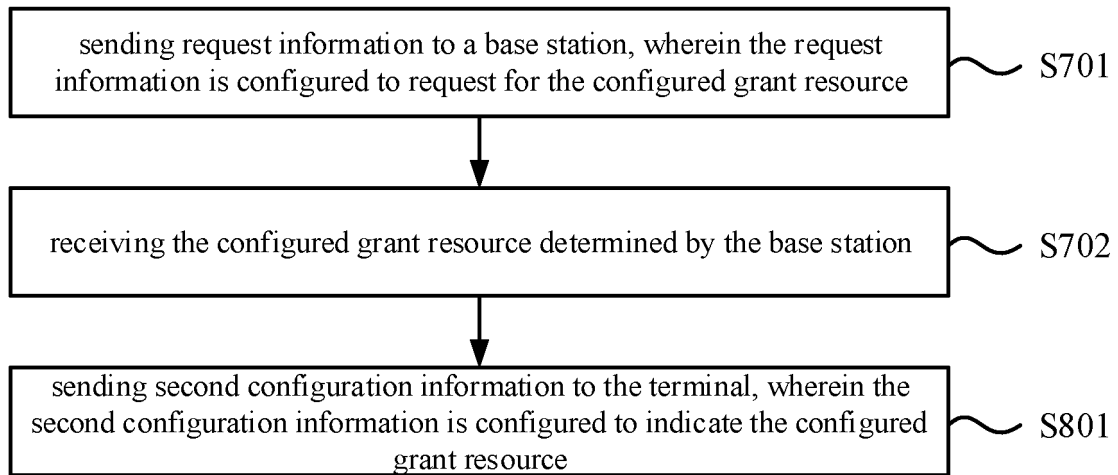 sending request information to a base station, wherein the request
information is configured to request for the configured grant resource
S701
receiving the configured grant resource determined by the base station
S702
sending second configuration information to the terminal, wherein the
second configuration information is configured to indicate the configured
grant resource
S801